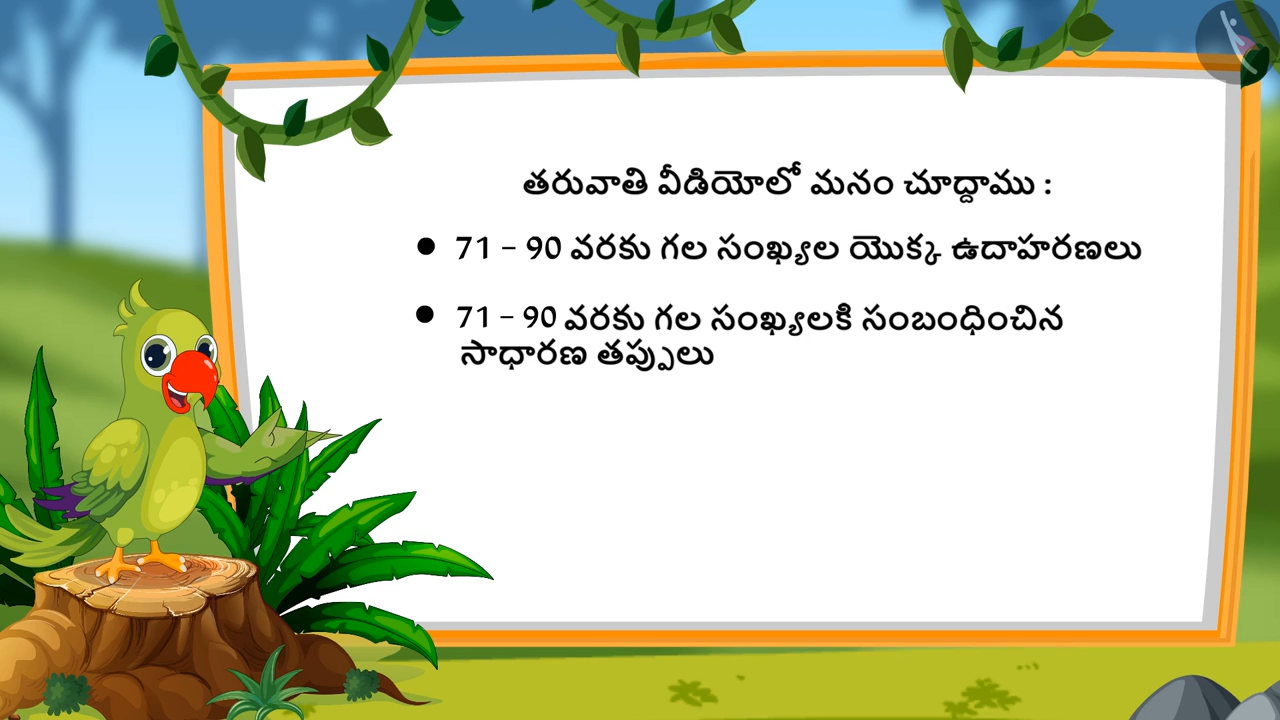 తరువాతి వీడియోలో మనం చూద్దాము :
● 71 – 90 వరకు గల సంఖ్యల యొక్క ఉదాహరణలు
● 71 – 90 వరకు గల సంఖ్యలకి సంబంధించిన
సాధారణ తప్పులు